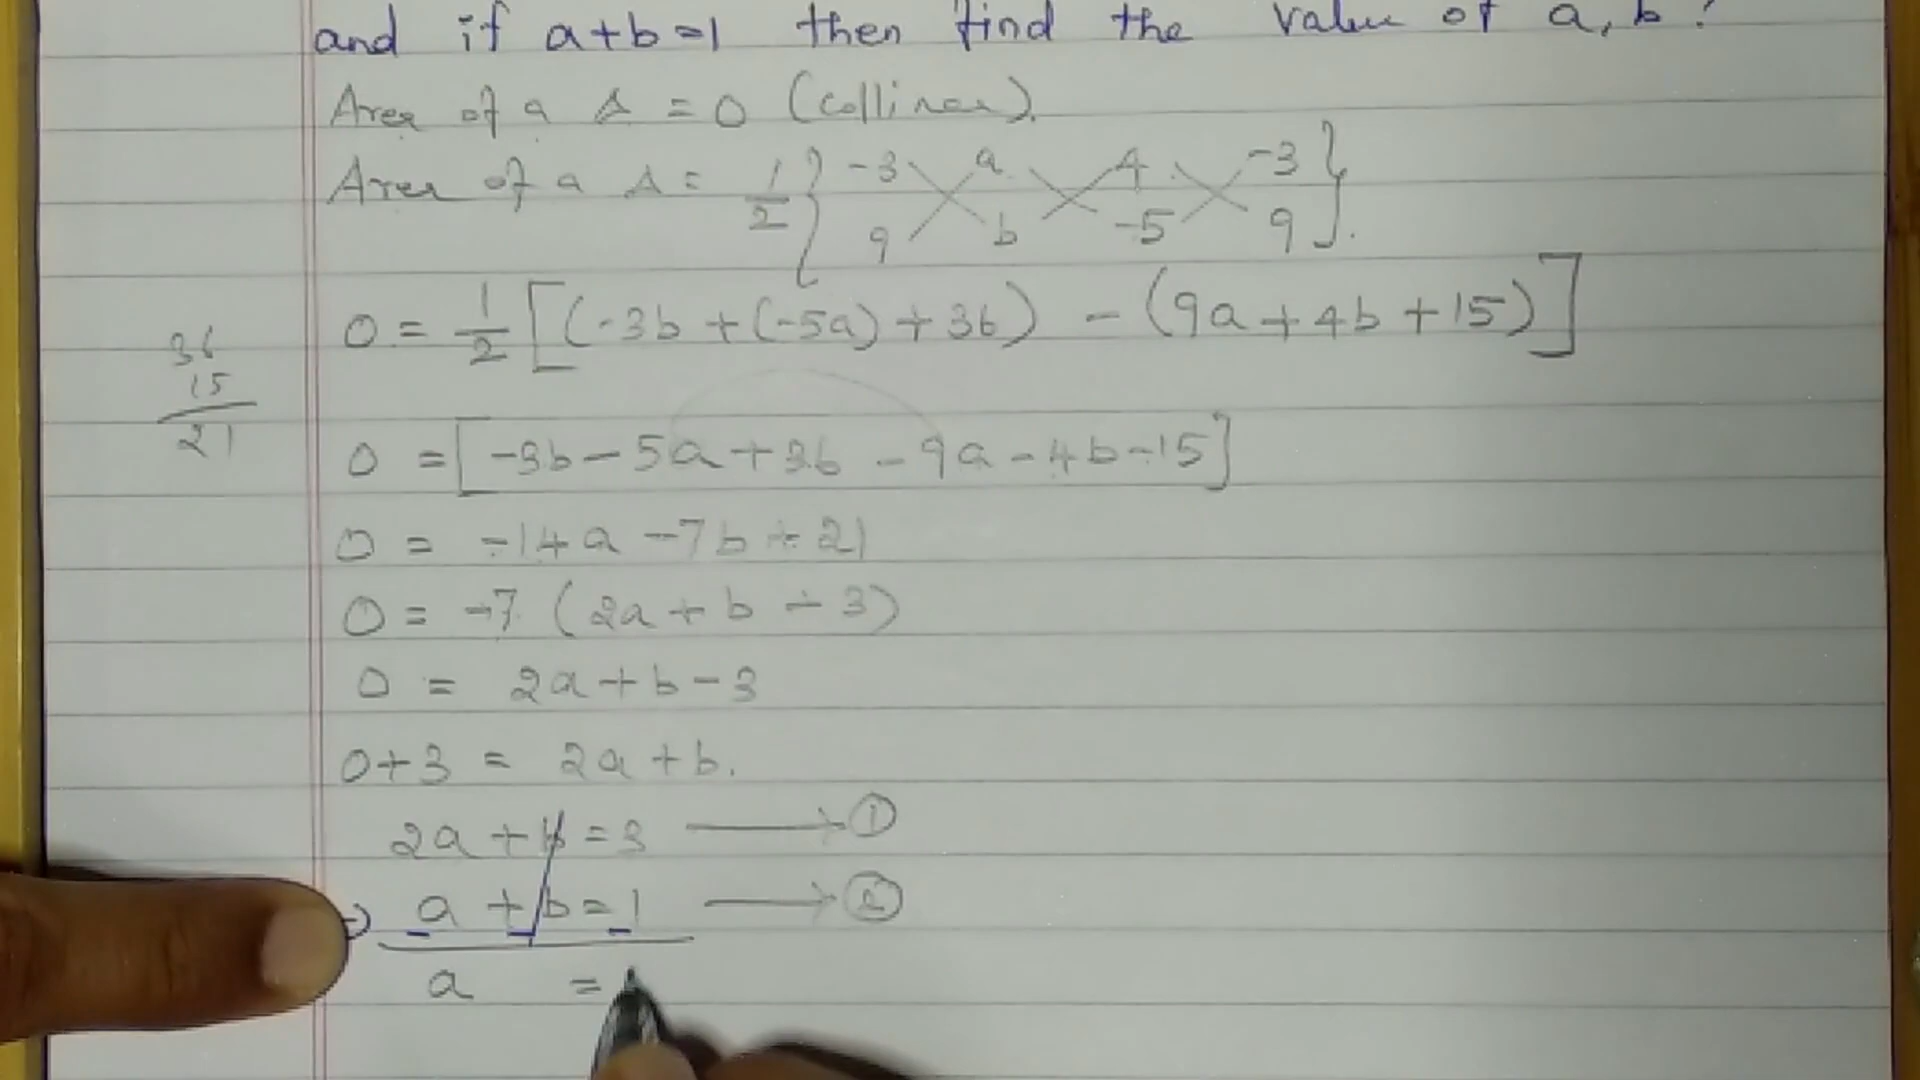 and if a+b=1 then find the value of a, b ?
Area of a Δ = 0 (collinear).
Area of a Δ = 1/2 { -3 a 4 -3
9 b -5 9 }.
0 = 1/2 [(-3b + (-5a) + 36) - (9a + 4b + 15)]
36
15
21
0 = [-3b - 5a + 36 - 9a - 4b - 15]
0 = -14a - 7b + 21
0 = -7 (2a + b - 3)
0 = 2a + b - 3
0+3 = 2a + b.
2a + b = 3 → ①
a + b = 1 → ②
- - -
a =